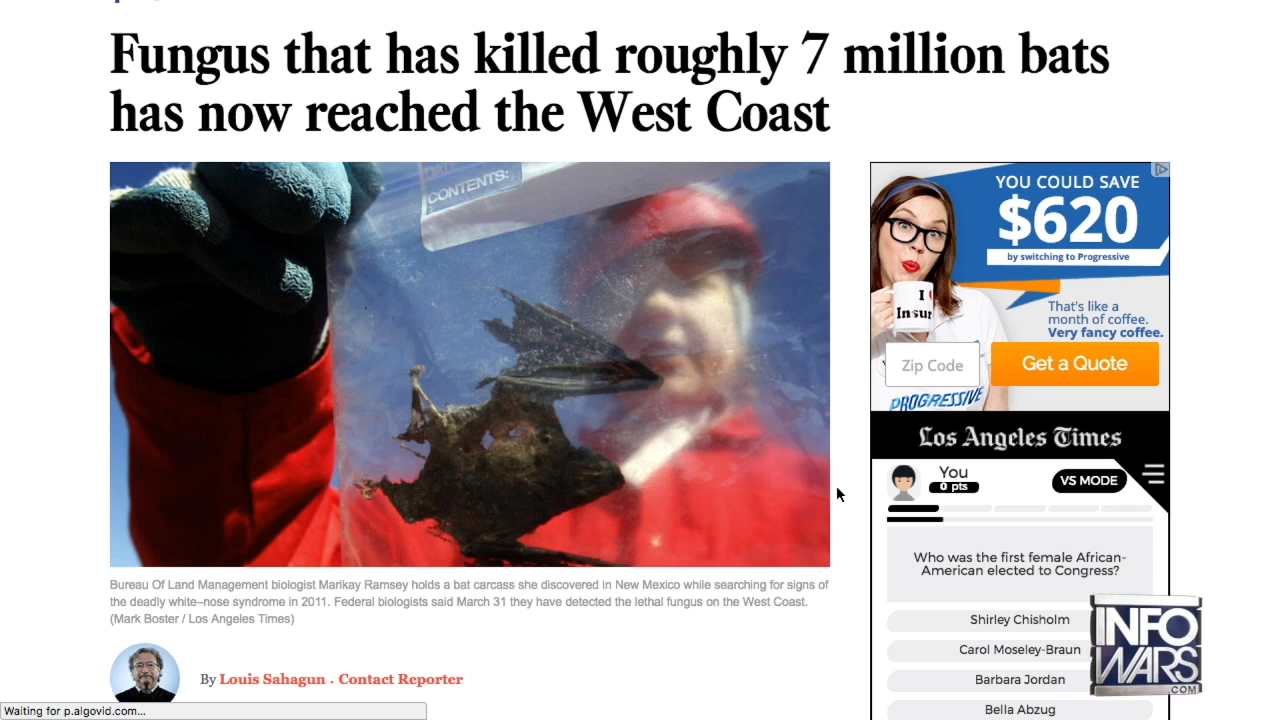 Fungus that has killed roughly 7 million bats
has now reached the West Coast
CONTENTS:
Bureau Of Land Management biologist Marikay Ramsey holds a bat carcass she discovered in New Mexico while searching for signs of
the deadly white–nose syndrome in 2011. Federal biologists said March 31 they have detected the lethal fungus on the West Coast.
(Mark Boster / Los Angeles Times)
By Louis Sahagun . Contact Reporter
Waiting for p.algovid.com...
YOU COULD SAVE
$620
by switching to Progressive
That's like a
month of coffee.
Very fancy coffee.
I
Insur
Zip Code
Get a Quote
PROGRESSIVE
Los Angeles Times
You
0 pts
VS MODE
Who was the first female African-
American elected to Congress?
Shirley Chisholm
Carol Moseley-Braun
Barbara Jordan
Bella Abzug
INFO
WARS
.COM